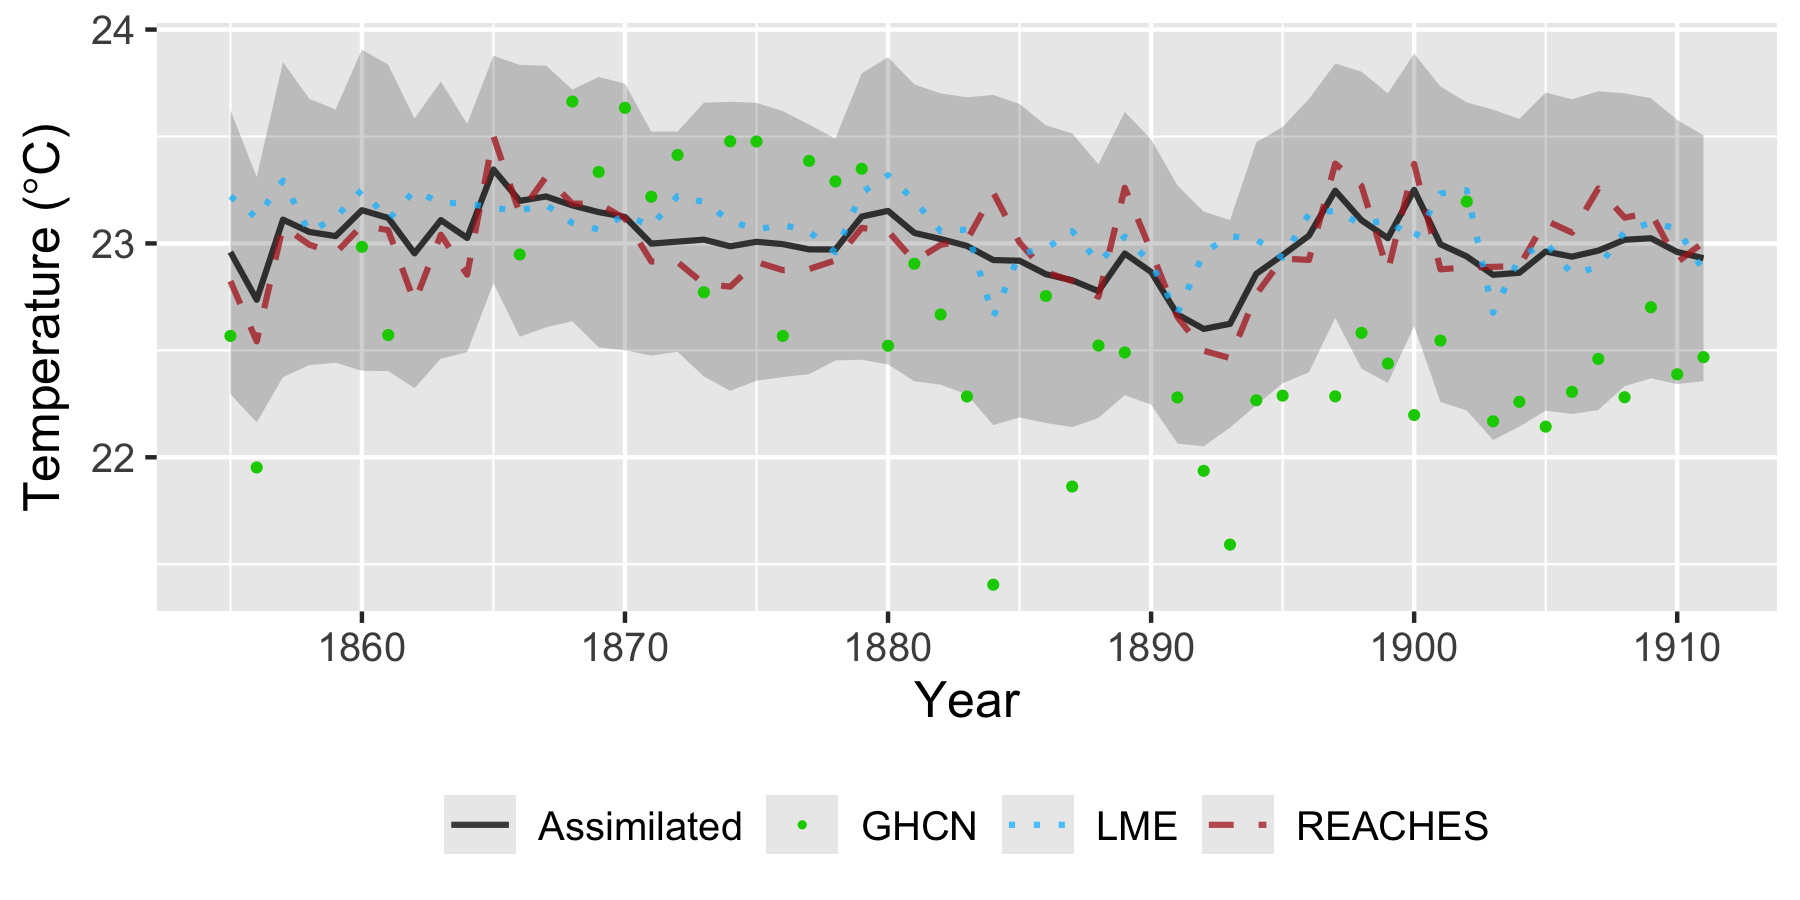 24
23
22
Temperature (°C)
1860 1870 1880 1890 1900 1910
Year
Assimilated GHCN LME REACHES